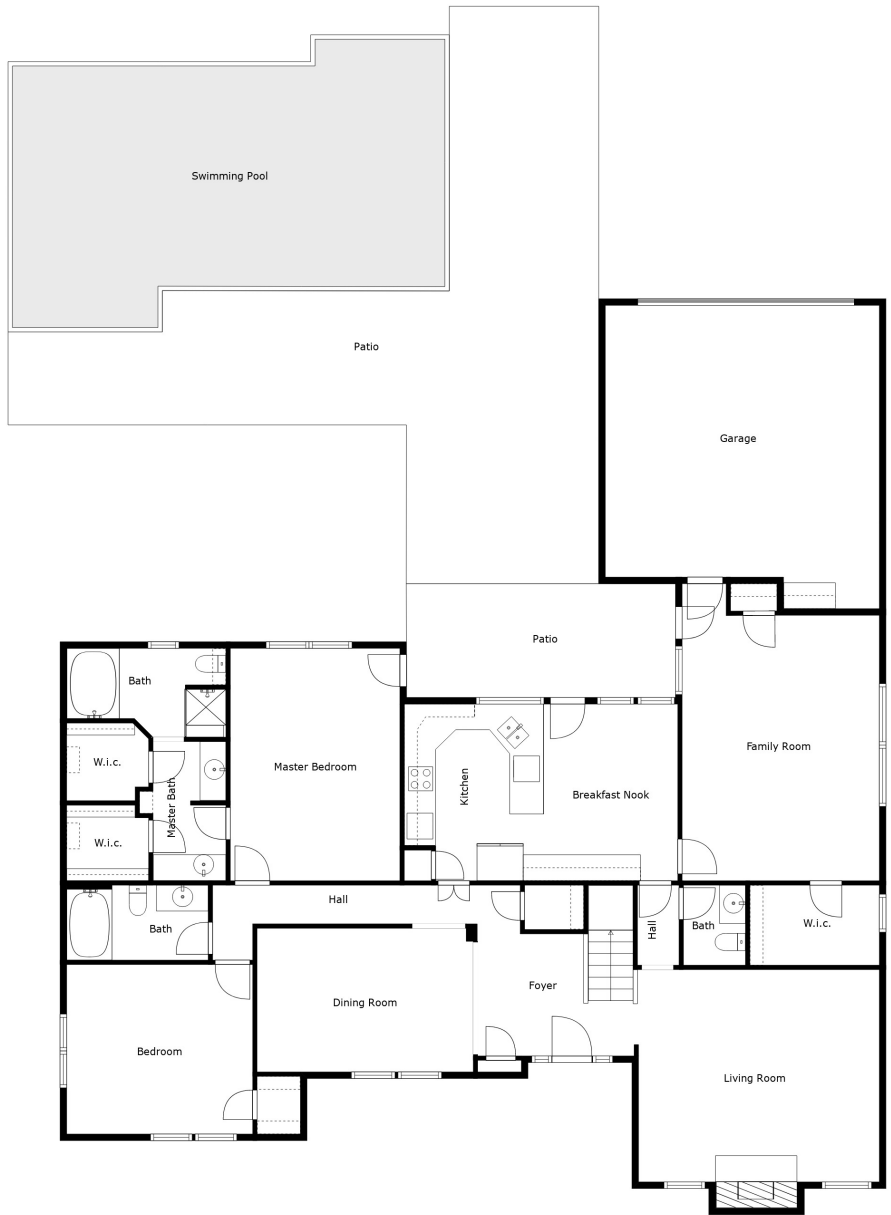 Swimming Pool
Patio
Garage
Patio
Bath
W.i.c.
Master Bedroom
Family Room
Kitchen
Breakfast Nook
Master Bath
W.i.c.
Hall
Bath
Hall
Bath
W.i.c.
Foyer
Dining Room
Bedroom
Living Room